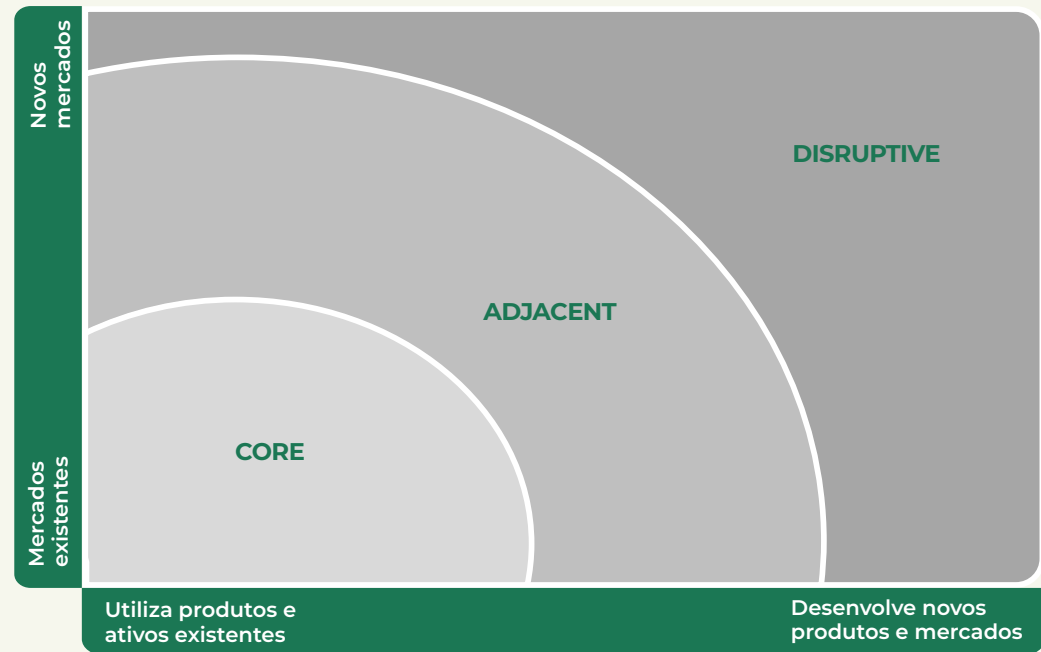 Novos
mercados
DISRUPTIVE
ADJACENT
CORE
Mercados
existentes
Utiliza produtos e
ativos existentes
Desenvolve novos
produtos e mercados